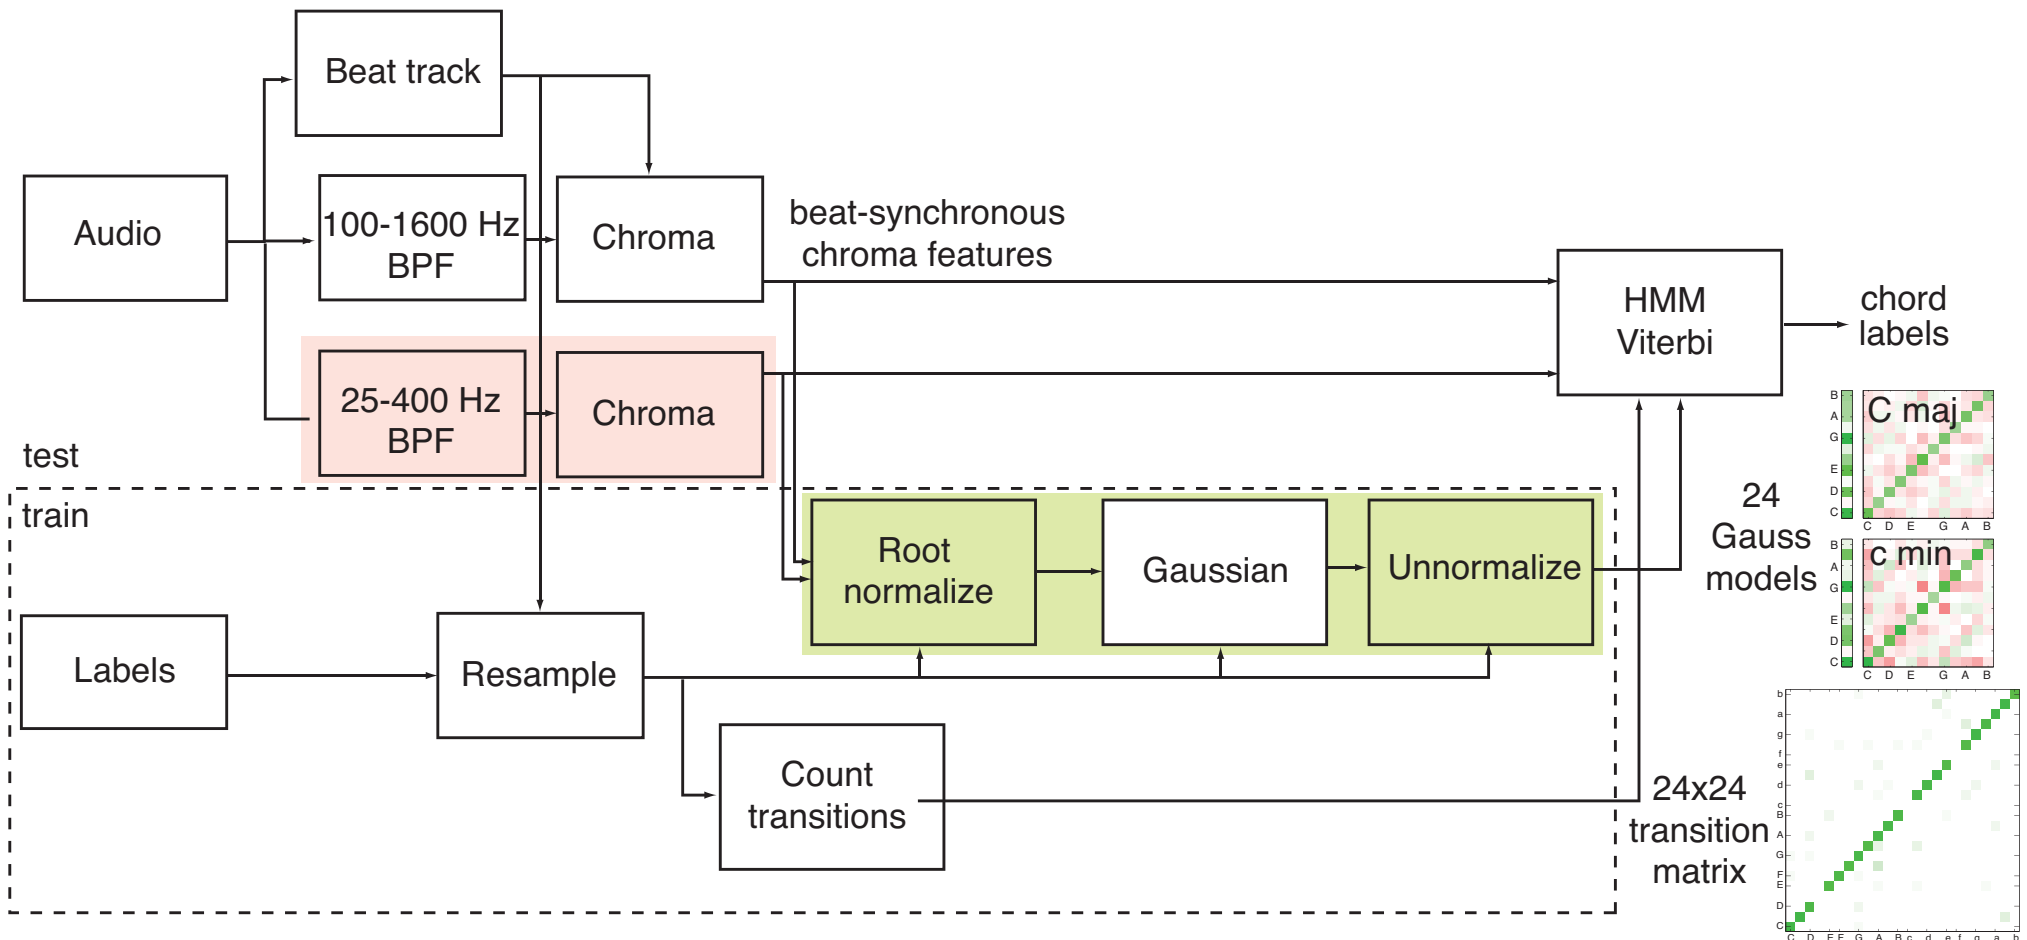 Beat track
Audio
100-1600 Hz
BPF
Chroma
beat-synchronous
chroma features
HMM
Viterbi
chord
labels
25-400 Hz
BPF
Chroma
test
train
Root
normalize
Gaussian
Unnormalize
24
Gauss
models
C maj
B
A
G
E
D
C
C D E G A B
c min
B
A
G
E
D
C
C D E G A B
Labels
Resample
Count
transitions
24x24
transition
matrix
b
a
g
f
e
d
c
B
A
G
F
E
D
C
C D E F G A B c d e f g a b